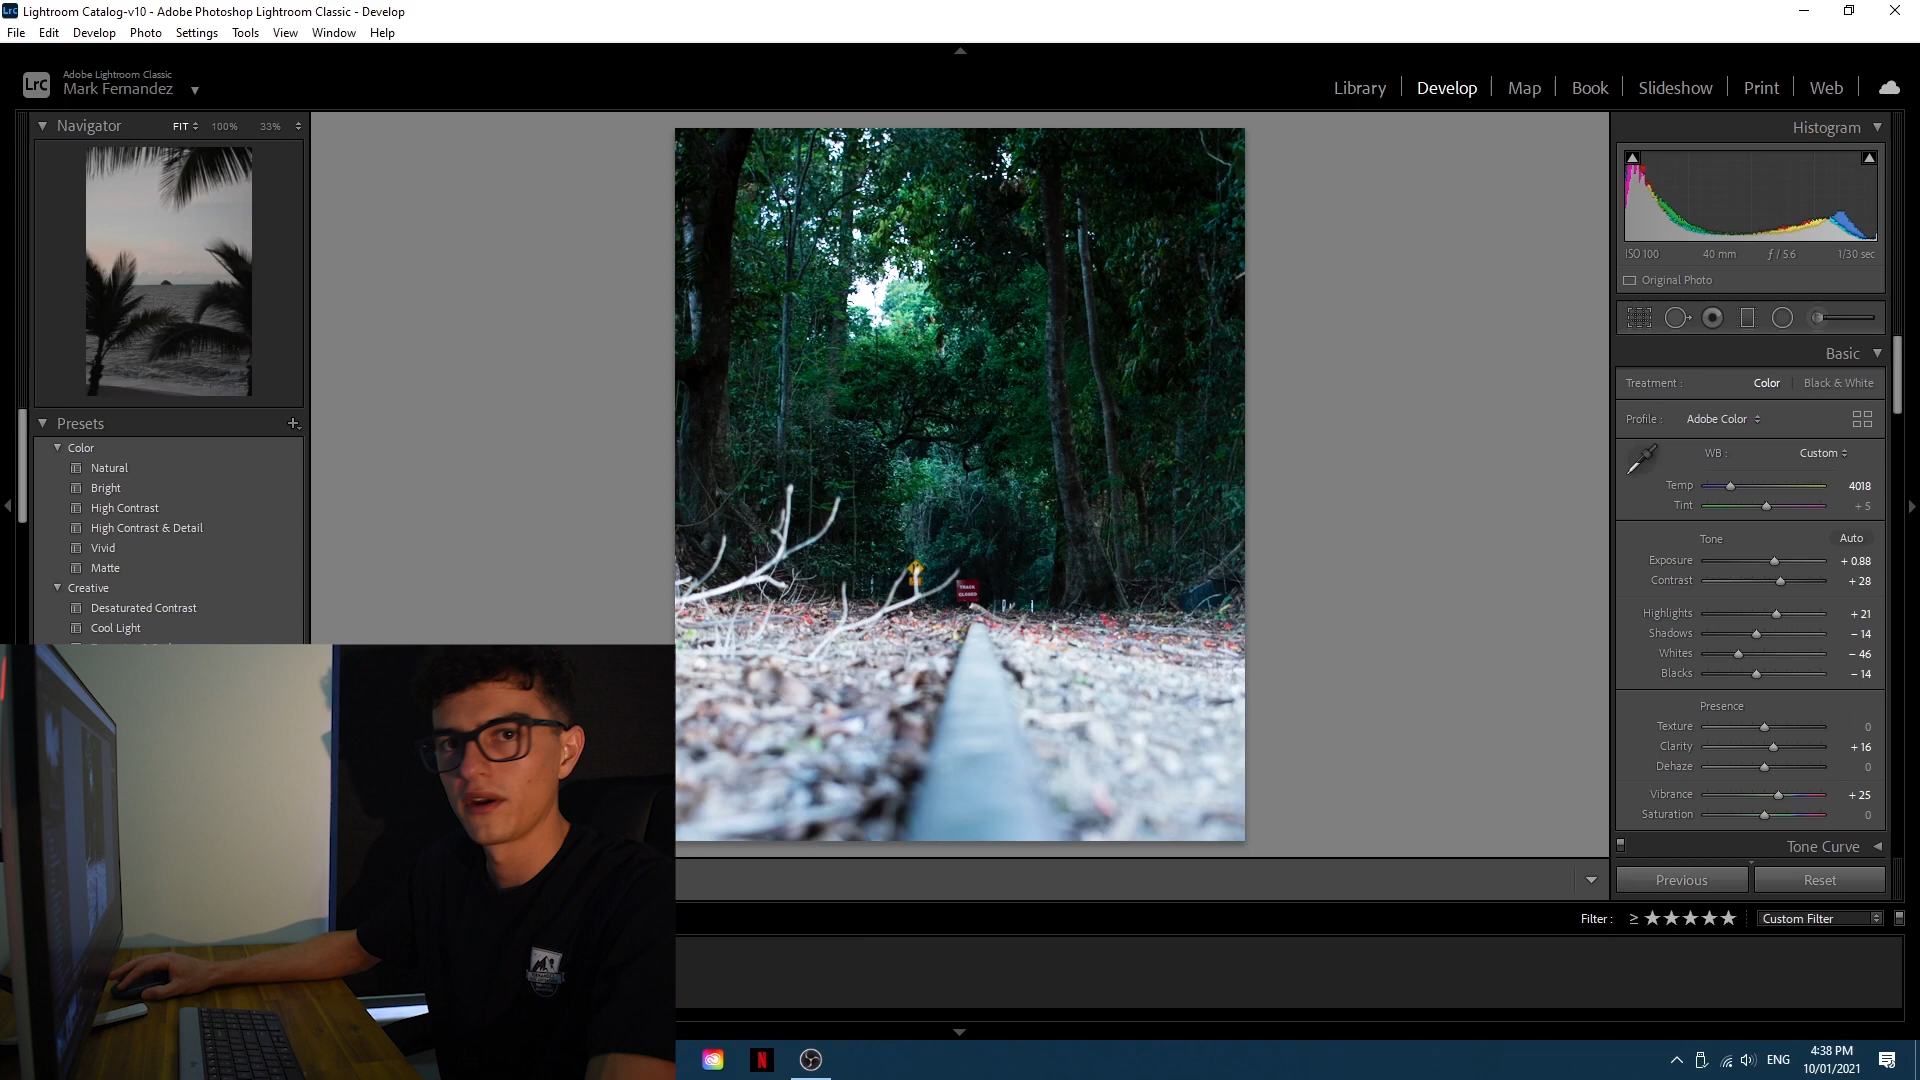 Lrc Lightroom Catalog-v10 - Adobe Photoshop Lightroom Classic - Develop
File Edit Develop Photo Settings Tools View Window Help
LrC Adobe Lightroom Classic
Mark Fernandez
Library Develop Map Book Slideshow Print Web
Navigator FIT 100% 33%
Presets
Color
Natural
Bright
High Contrast
High Contrast & Detail
Vivid
Matte
Creative
Desaturated Contrast
Cool Light
TRACK
CLOSED
Histogram
ISO 100 40 mm ƒ / 5.6 1/30 sec
Original Photo
Basic
Treatment : Color Black & White
Profile : Adobe Color
WB : Custom
Temp 4018
Tint + 5
Tone Auto
Exposure + 0.88
Contrast + 28
Highlights + 21
Shadows – 14
Whites – 46
Blacks – 14
Presence
Texture 0
Clarity + 16
Dehaze 0
Vibrance + 25
Saturation 0
Tone Curve
Previous Reset
Filter : ≥ ★★★★★ Custom Filter
N
ENG
4:38 PM
10/01/2021